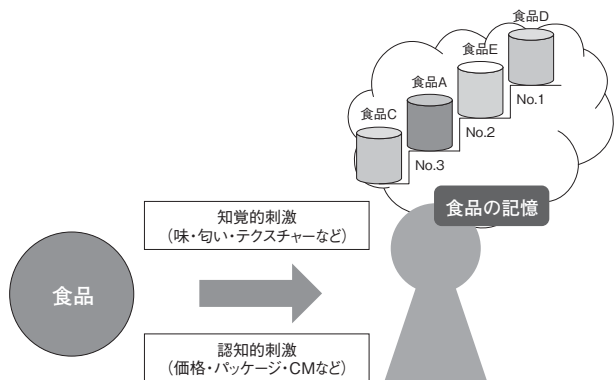 食品D
食品E
食品A
食品C
No.1
No.2
No.3
食品の記憶
知覚的刺激
(味・匂い・テクスチャーなど)
食品
認知的刺激
(価格・パッケージ・CMなど)